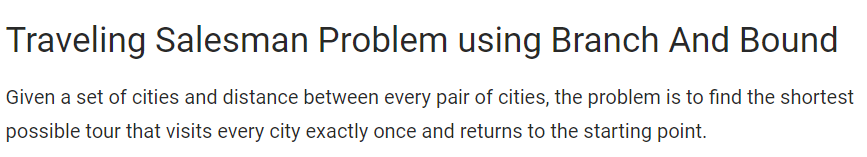 Traveling Salesman Problem using Branch And Bound
Given a set of cities and distance between every pair of cities, the problem is to find the shortest
possible tour that visits every city exactly once and returns to the starting point.